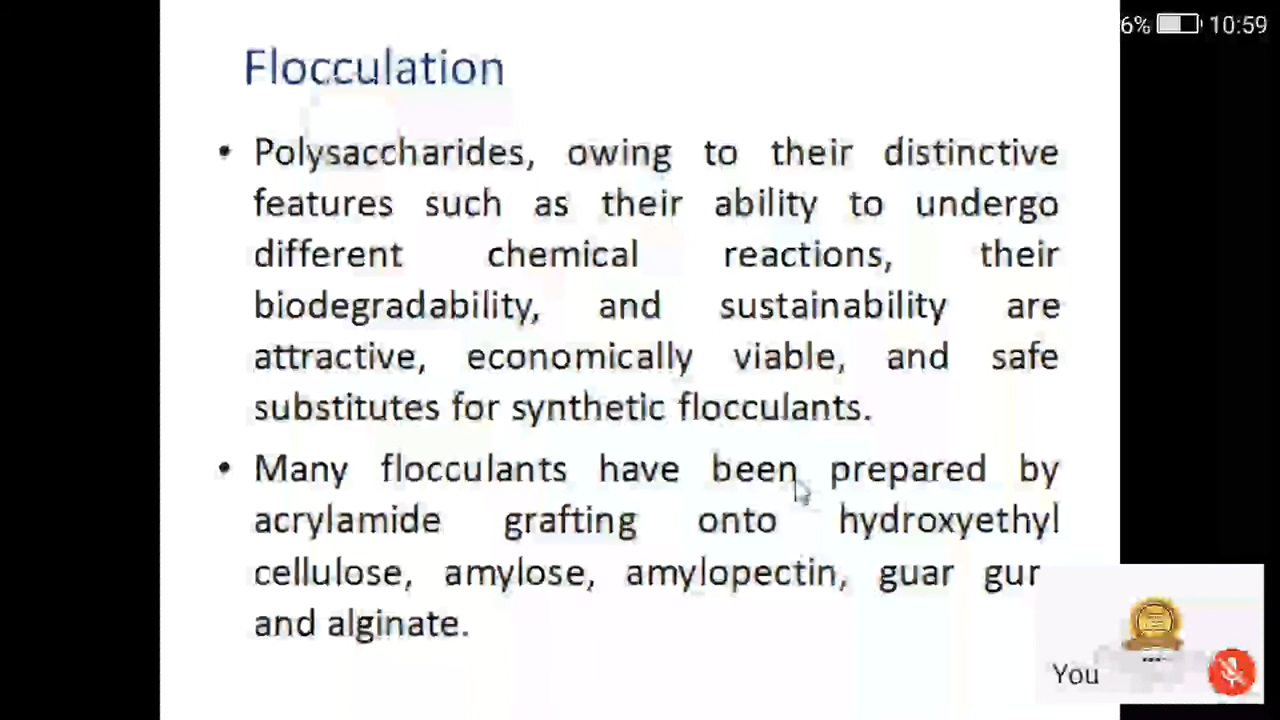 6% 10:59
Flocculation
• Polysaccharides, owing to their distinctive
features such as their ability to undergo
different chemical reactions, their
biodegradability, and sustainability are
attractive, economically viable, and safe
substitutes for synthetic flocculants.
• Many flocculants have been prepared by
acrylamide grafting onto hydroxyethyl
cellulose, amylose, amylopectin, guar
and alginate.
You